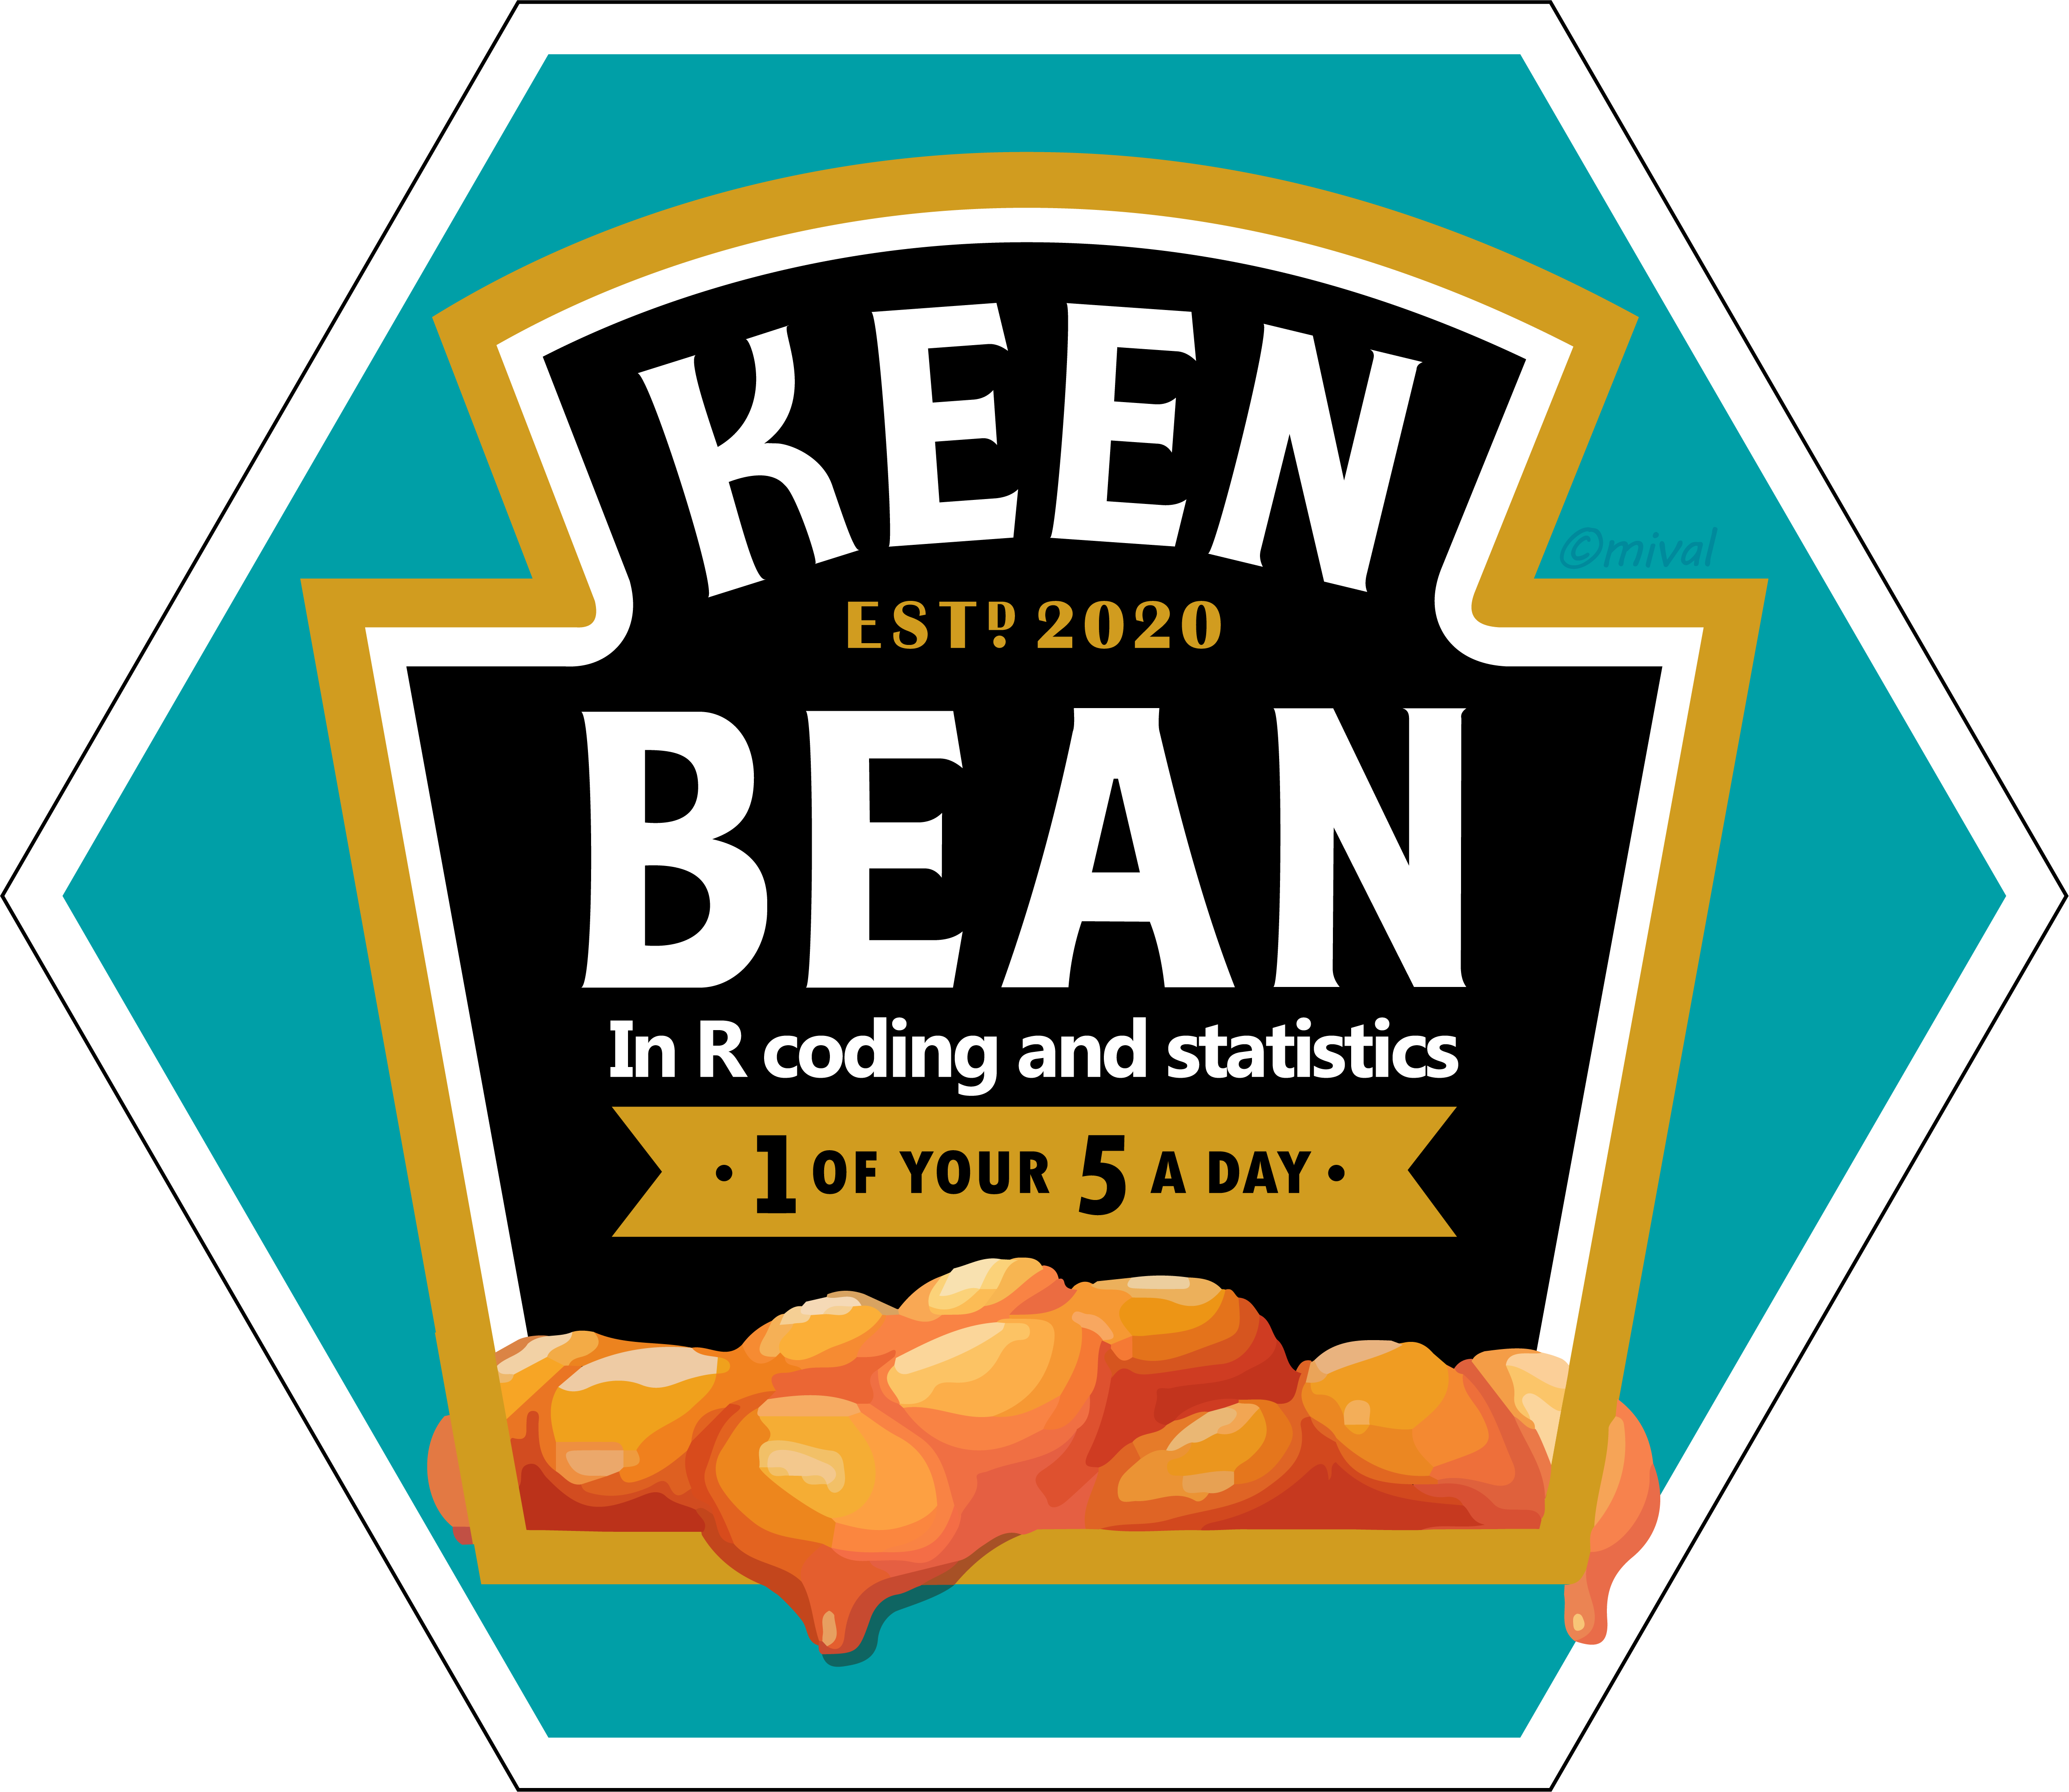 KEEN
©mival
ESTD. 2020
BEAN
In R coding and statistics
•1 OF YOUR 5 A DAY•